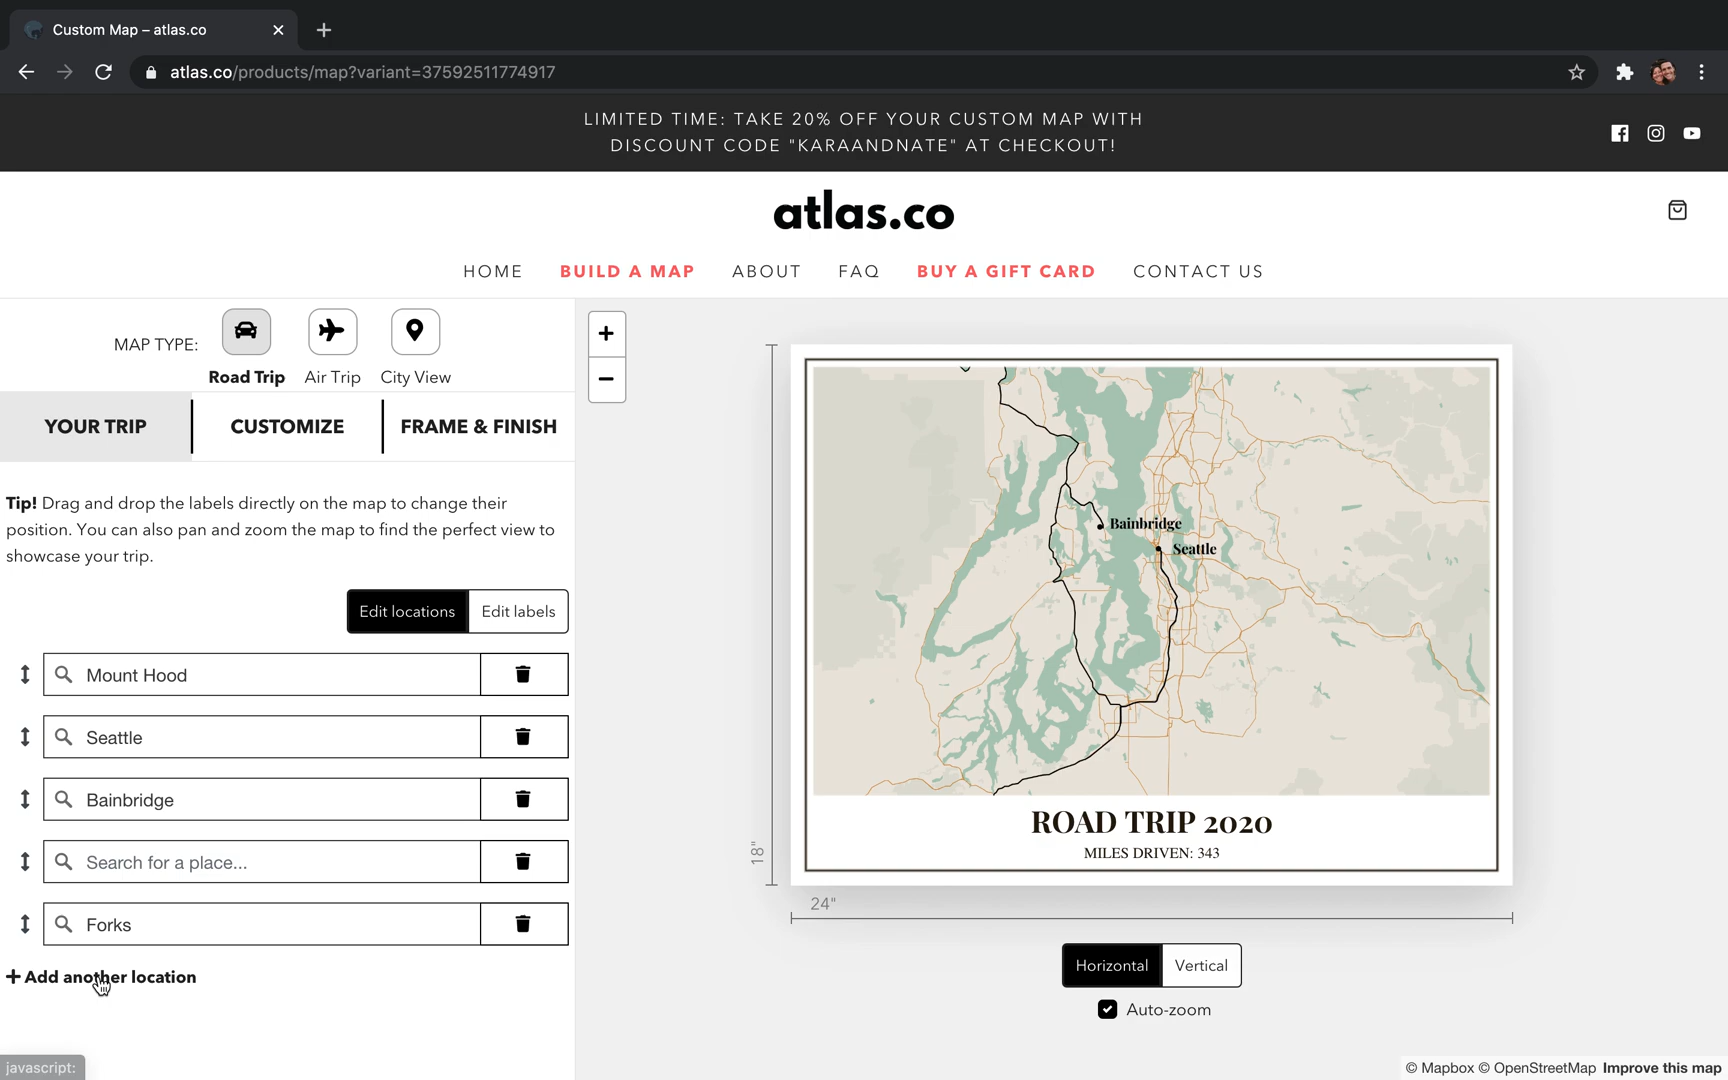 Custom Map – atlas.co
atlas.co/products/map?variant=37592511774917
LIMITED TIME: TAKE 20% OFF YOUR CUSTOM MAP WITH
DISCOUNT CODE "KARAANDNATE" AT CHECKOUT!
atlas.co
HOME BUILD A MAP ABOUT FAQ BUY A GIFT CARD CONTACT US
MAP TYPE:
Road Trip Air Trip City View
YOUR TRIP CUSTOMIZE FRAME & FINISH
Tip! Drag and drop the labels directly on the map to change their
position. You can also pan and zoom the map to find the perfect view to
showcase your trip.
Edit locations Edit labels
Mount Hood
Seattle
Bainbridge
Search for a place...
Forks
+ Add another location
javascript:
+
−
Bainbridge
Seattle
ROAD TRIP 2020
MILES DRIVEN: 343
18"
24"
Horizontal Vertical
Auto-zoom
© Mapbox © OpenStreetMap Improve this map